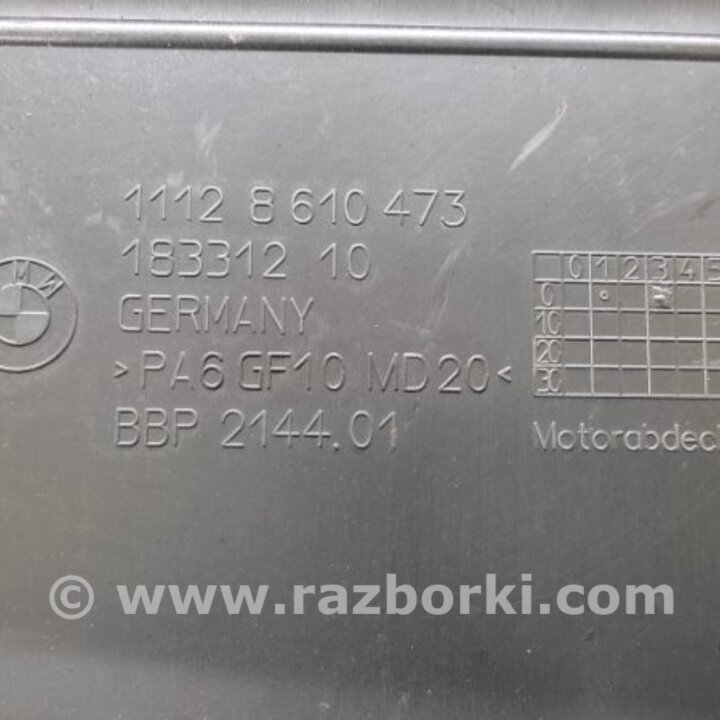 1112 8 610 473
183312 10
GERMANY
>PA6 GF10 MD20<
BBP 2144.01
BMW
0 1 2 3 4 5
0
10
20
30
Motorabdec
© www.razborki.com